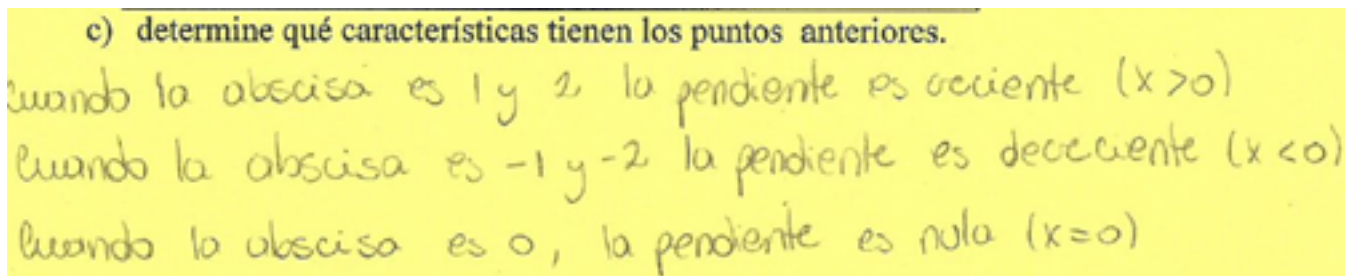 c) determine qué características tienen los puntos anteriores.
Cuando la abscisa es 1 y 2 la pendiente es creciente (x>0)
Cuando la abscisa es -1 y -2 la pendiente es dececiente (x<0)
Cuando la abscisa es 0, la pendiente es nula (x=0)